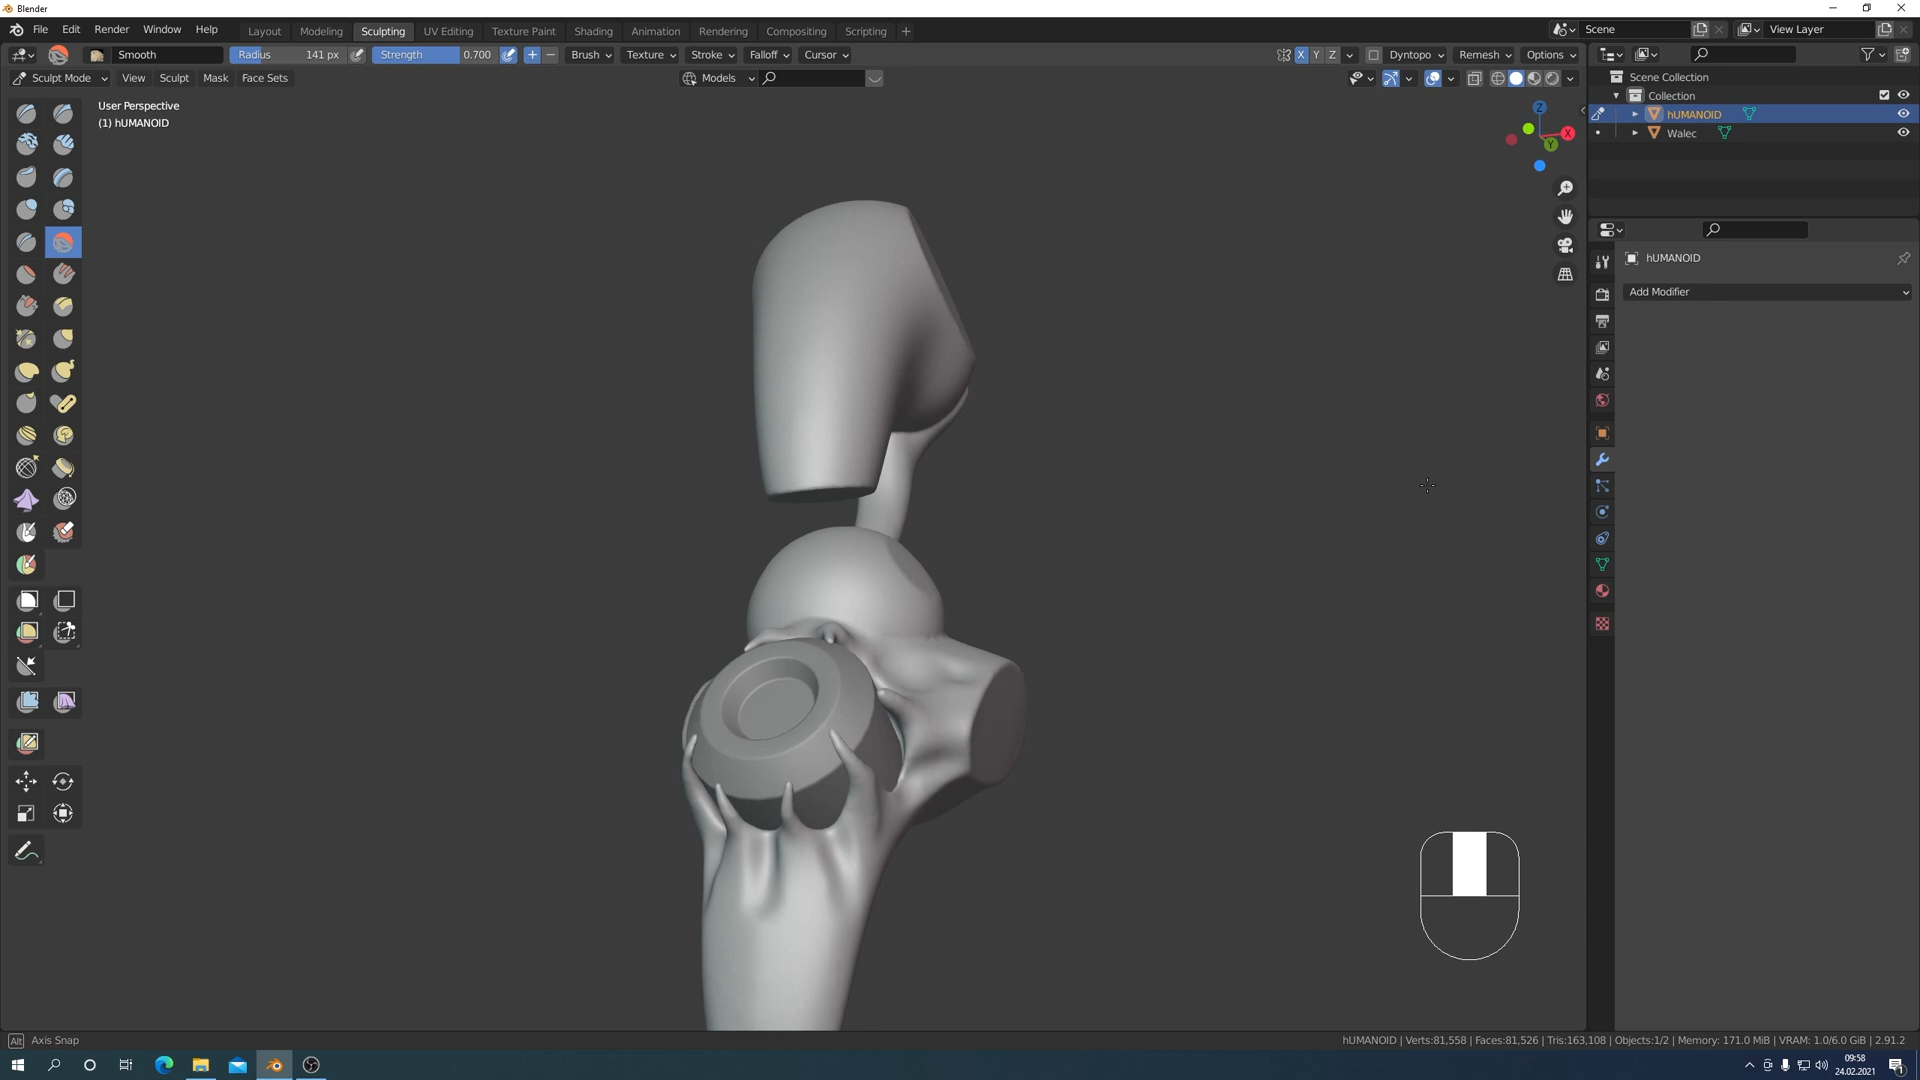 Blender
File Edit Render Window Help Layout Modeling Sculpting UV Editing Texture Paint Shading Animation Rendering Compositing Scripting + Scene View Layer
Smooth Radius 141 px Strength 0.700 Brush Texture Stroke Falloff Cursor X Y Z Dyntopo Remesh Options
Sculpt Mode View Sculpt Mask Face Sets Models
Scene Collection
Collection
hUMANOID
Walec
User Perspective
(1) hUMANOID
Z
X
Y
hUMANOID
Add Modifier
Alt Axis Snap
hUMANOID | Verts:81,558 | Faces:81,526 | Tris:163,108 | Objects:1/2 | Memory: 171.0 MiB | VRAM: 1.0/6.0 GiB | 2.91.2
09:58
24.02.2021
1